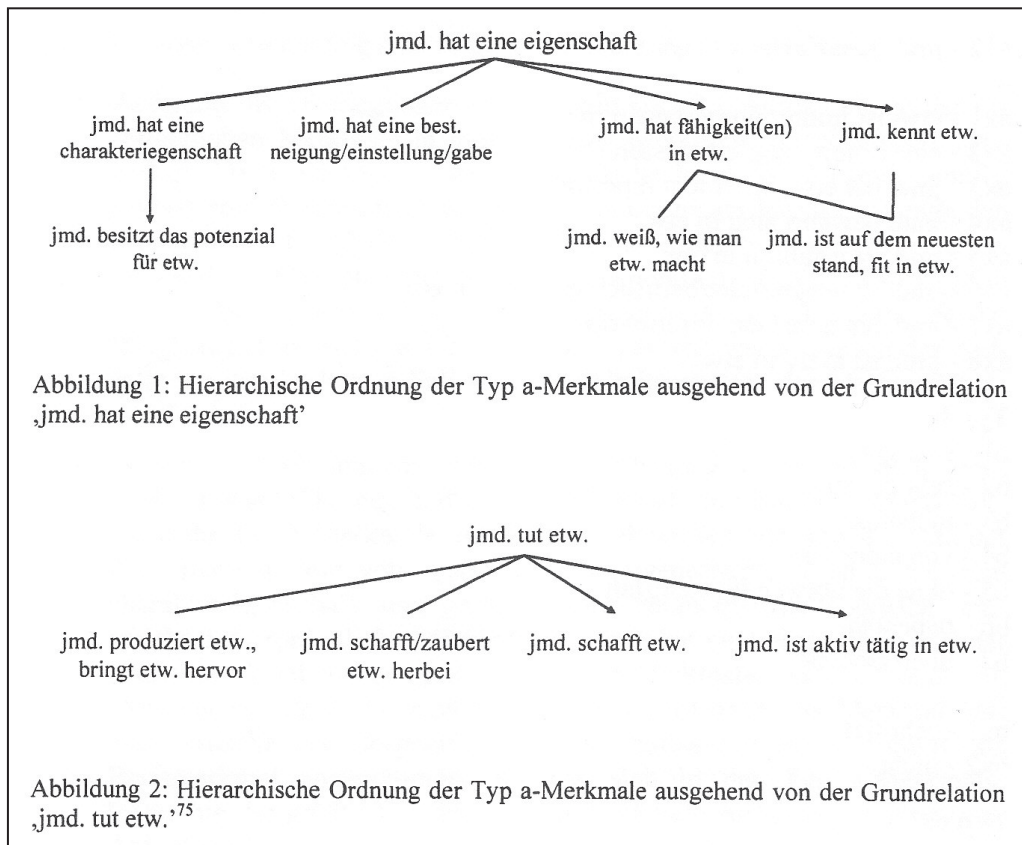 jmd. hat eine eigenschaft
jmd. hat eine
charakteriegenschaft
jmd. hat eine best.
neigung/einstellung/gabe
jmd. hat fähigkeit(en)
in etw.
jmd. kennt etw.
jmd. besitzt das potenzial
für etw.
jmd. weiß, wie man
etw. macht
jmd. ist auf dem neuesten
stand, fit in etw.
Abbildung 1: Hierarchische Ordnung der Typ a-Merkmale ausgehend von der Grundrelation
‚jmd. hat eine eigenschaft’
jmd. tut etw.
jmd. produziert etw.,
bringt etw. hervor
jmd. schafft/zaubert
etw. herbei
jmd. schafft etw.
jmd. ist aktiv tätig in etw.
Abbildung 2: Hierarchische Ordnung der Typ a-Merkmale ausgehend von der Grundrelation
‚jmd. tut etw.’75